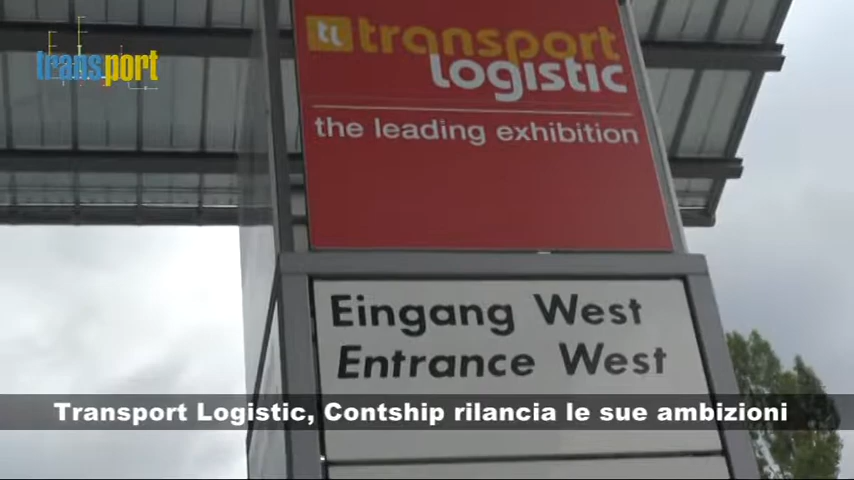 transport
tl transport
logistic
the leading exhibition
Eingang West
Entrance West
Transport Logistic, Contship rilancia le sue ambizioni